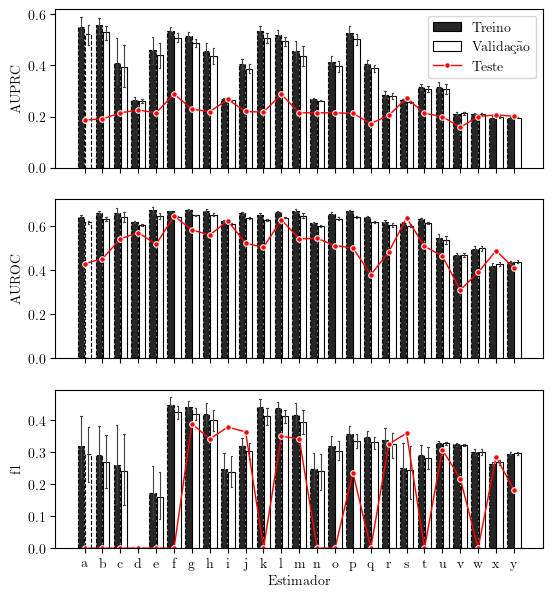 0.6
0.4
0.2
0.0
AUPRC
Treino
Validação
Teste
0.6
0.4
0.2
0.0
AUROC
0.4
0.3
0.2
0.1
0.0
f1
a b c d e f g h i j k l m n o p q r s t u v w x y
Estimador